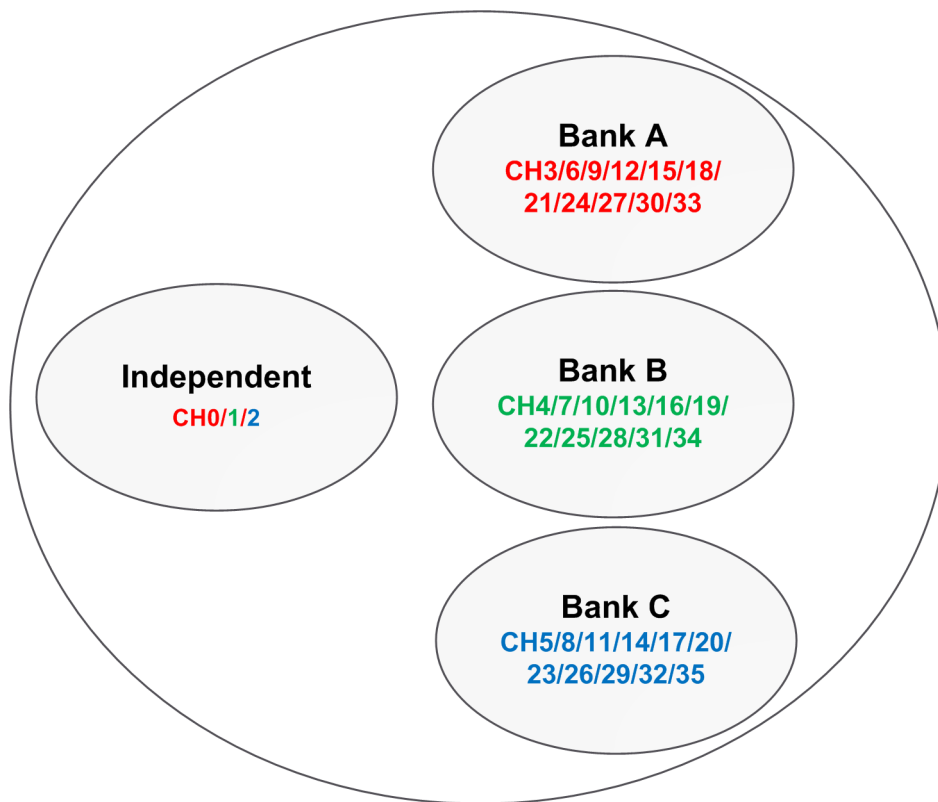 Bank A
CH3/6/9/12/15/18/
21/24/27/30/33
Independent
CH0/1/2
Bank B
CH4/7/10/13/16/19/
22/25/28/31/34
Bank C
CH5/8/11/14/17/20/
23/26/29/32/35